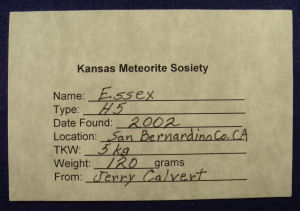 Kansas Meteorite Sosiety
Name: Essex
Type: H5
Date Found: 2002
Location: San Bernardino Co. CA
TKW: 5 kg
Weight: 120 grams
From: Jerry Calvert